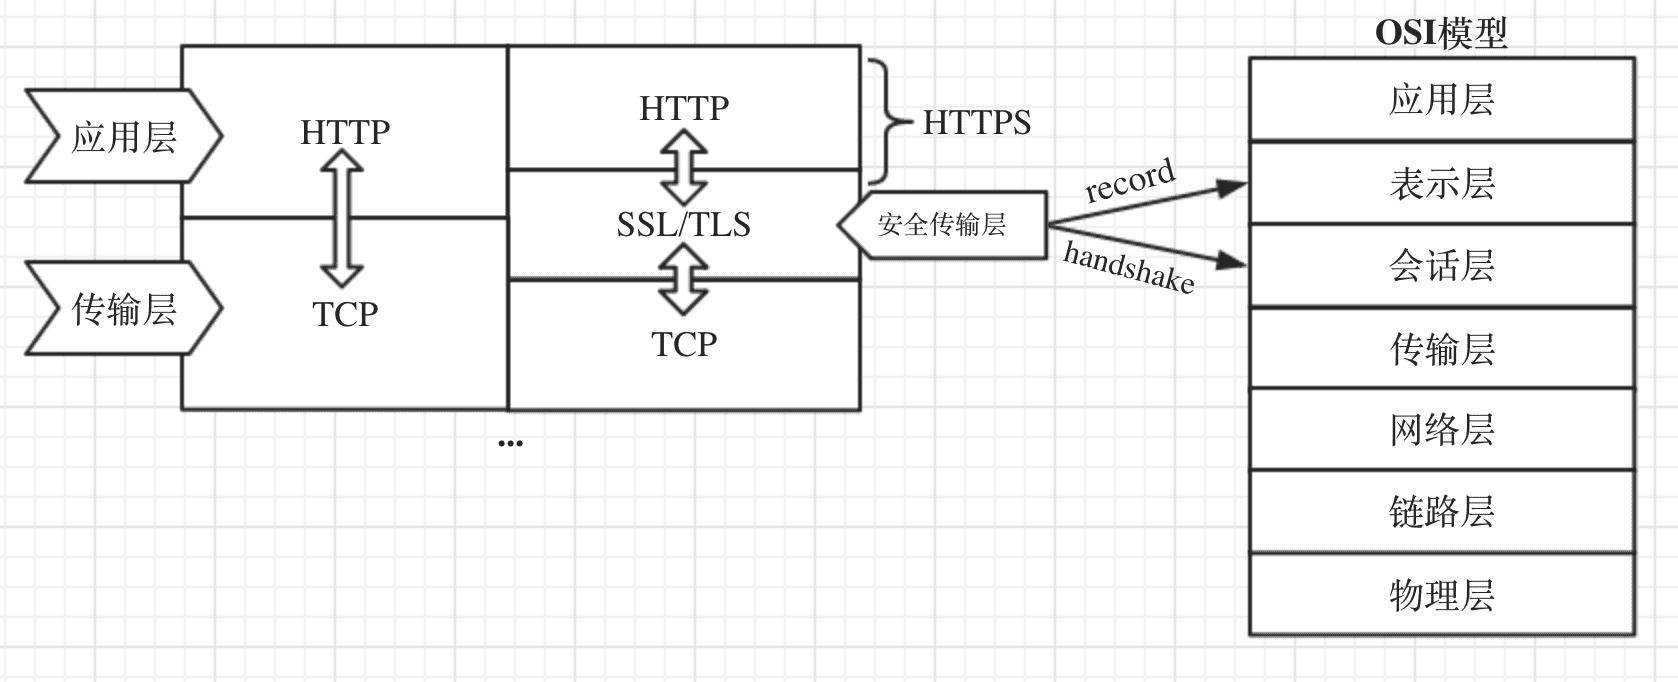 OSI模型
应用层
HTTP
HTTP
HTTPS
SSL/TLS
安全传输层
record
handshake
传输层
TCP
TCP
...
应用层
表示层
会话层
传输层
网络层
链路层
物理层